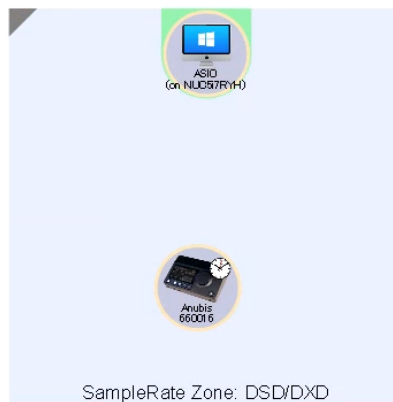 ASIO
(on NUC5i7RYH)
Anubis
660016
SampleRate Zone: DSD/DXD